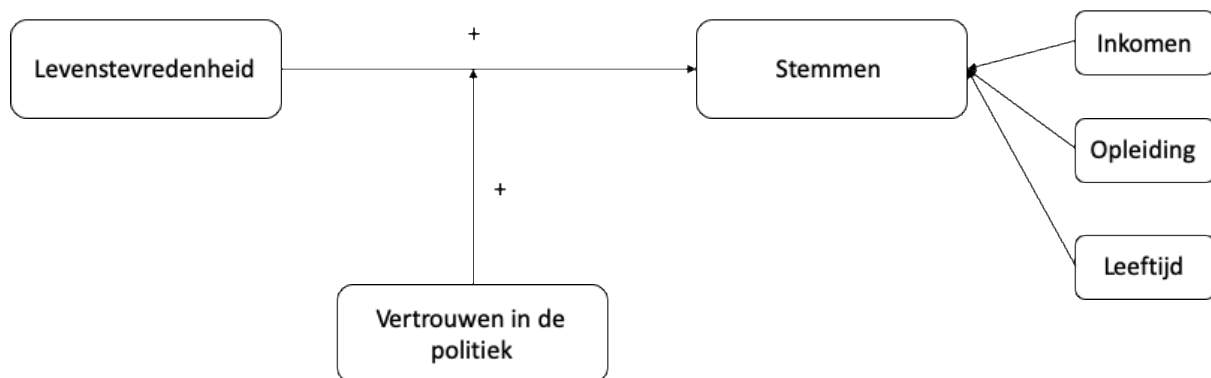 +
Levenstevredenheid
Stemmen
Inkomen
Opleiding
+
Leeftijd
Vertrouwen in de
politiek